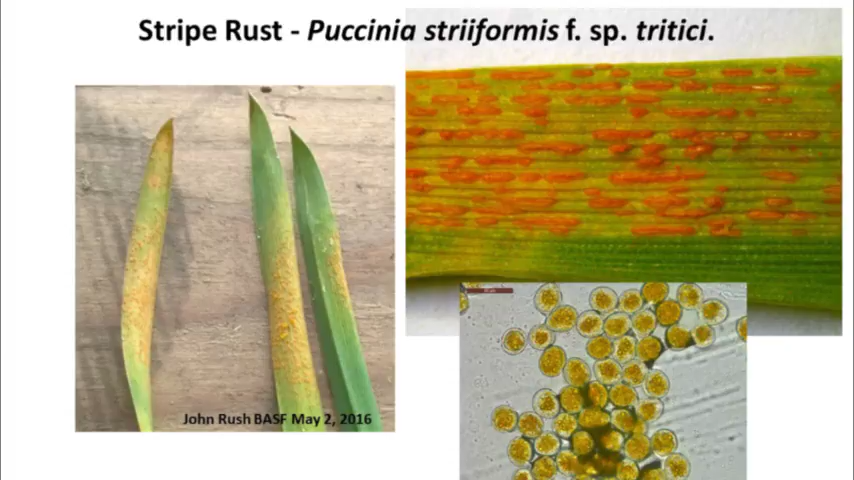 Stripe Rust - Puccinia striiformis f. sp. tritici.
John Rush BASF May 2, 2016